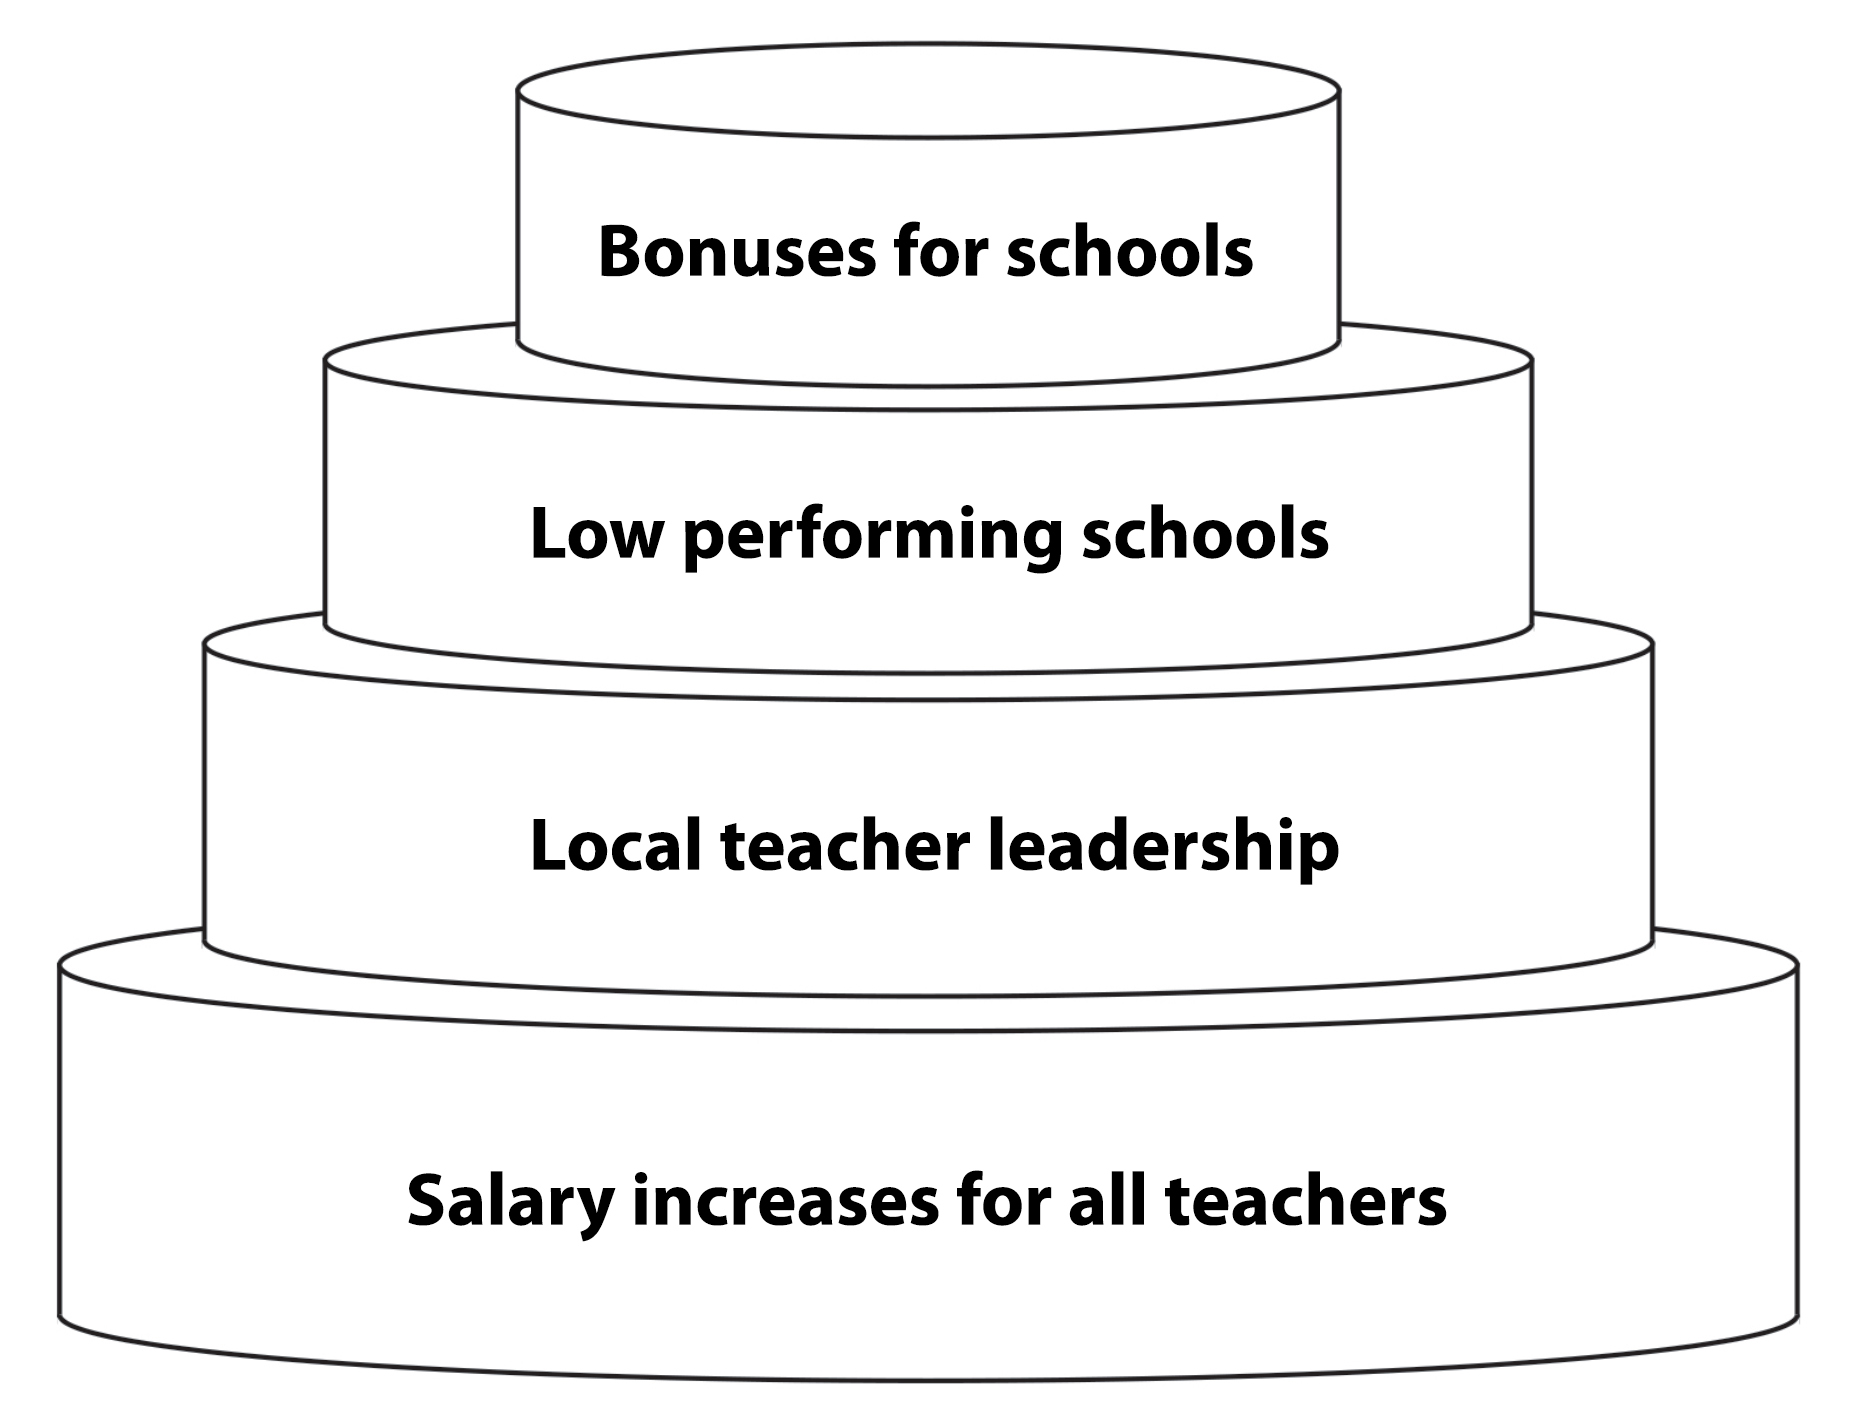 Bonuses for schools
Low performing schools
Local teacher leadership
Salary increases for all teachers